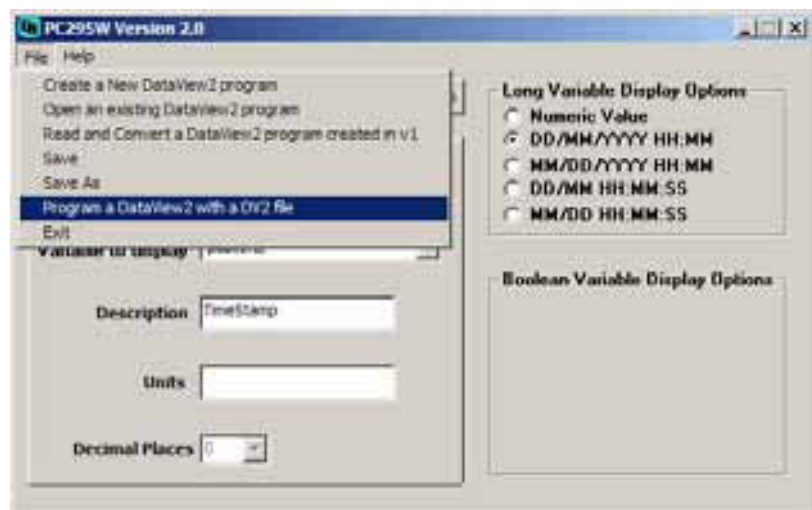 PC295W Version 2.0
File Help
Create a New DataView2 program
Open an existing DataView2 program
Read and Convert a DataView2 program created in v1
Save
Save As
Program a DataView2 with a DV2 file
Exit
Variable to display
Description TimeStamp
Units
Decimal Places 0
Long Variable Display Options
Numeric Value
DD/MM/YYYY HH:MM
MM/DD/YYYY HH:MM
DD/MM HH:MM:SS
MM/DD HH:MM:SS
Boolean Variable Display Options